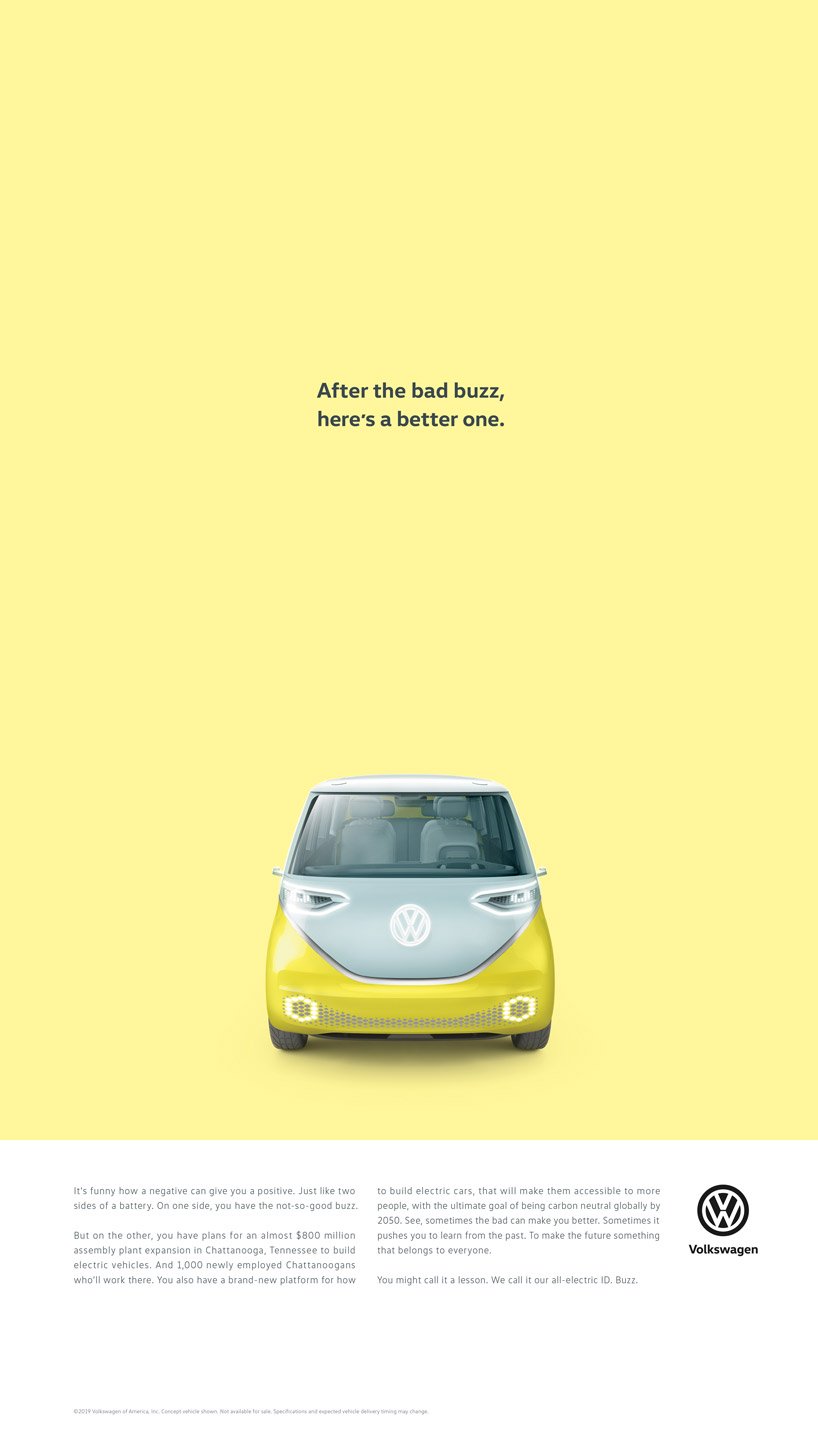 After the bad buzz,
here's a better one.
It's funny how a negative can give you a positive. Just like two
sides of a battery. On one side, you have the not-so-good buzz.
But on the other, you have plans for an almost $800 million
assembly plant expansion in Chattanooga, Tennessee to build
electric vehicles. And 1,000 newly employed Chattanoogans
who'll work there. You also have a brand-new platform for how
to build electric cars, that will make them accessible to more
people, with the ultimate goal of being carbon neutral globally by
2050. See, sometimes the bad can make you better. Sometimes it
pushes you to learn from the past. To make the future something
that belongs to everyone.
You might call it a lesson. We call it our all-electric ID. Buzz.
Volkswagen
©2019 Volkswagen of America, Inc. Concept vehicle shown. Not available for sale. Specifications and expected vehicle delivery timing may change.